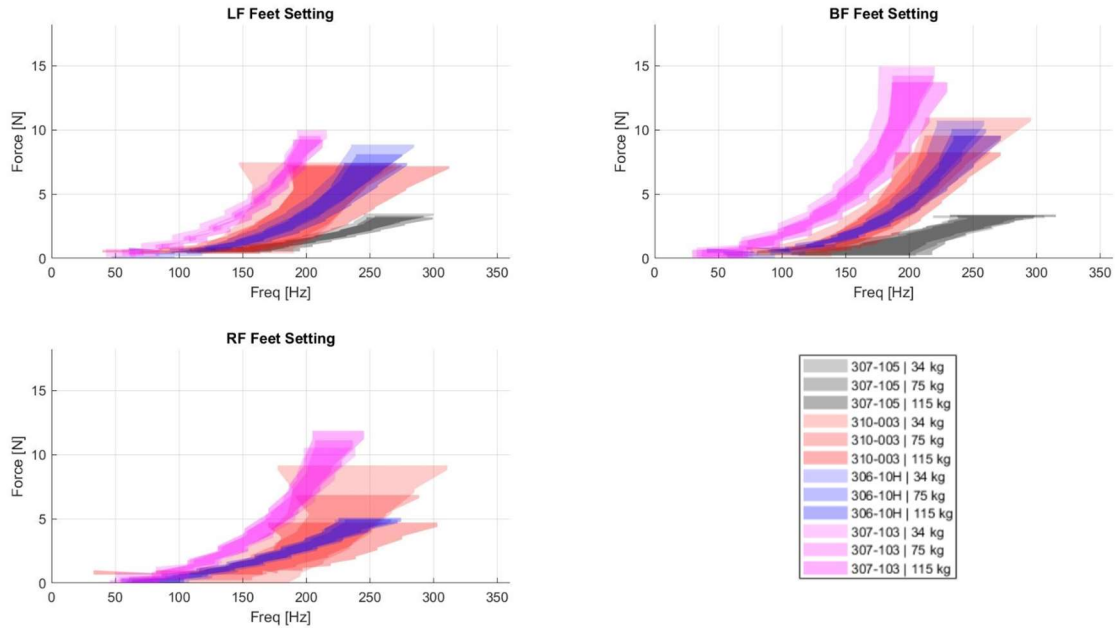 LF Feet Setting
15
10
5
0
Force [N]
0 50 100 150 200 250 300 350
Freq [Hz]
BF Feet Setting
15
10
5
0
Force [N]
0 50 100 150 200 250 300 350
Freq [Hz]
RF Feet Setting
15
10
5
0
Force [N]
0 50 100 150 200 250 300 350
Freq [Hz]
307-105 | 34 kg
307-105 | 75 kg
307-105 | 115 kg
310-003 | 34 kg
310-003 | 75 kg
310-003 | 115 kg
306-10H | 34 kg
306-10H | 75 kg
306-10H | 115 kg
307-103 | 34 kg
307-103 | 75 kg
307-103 | 115 kg